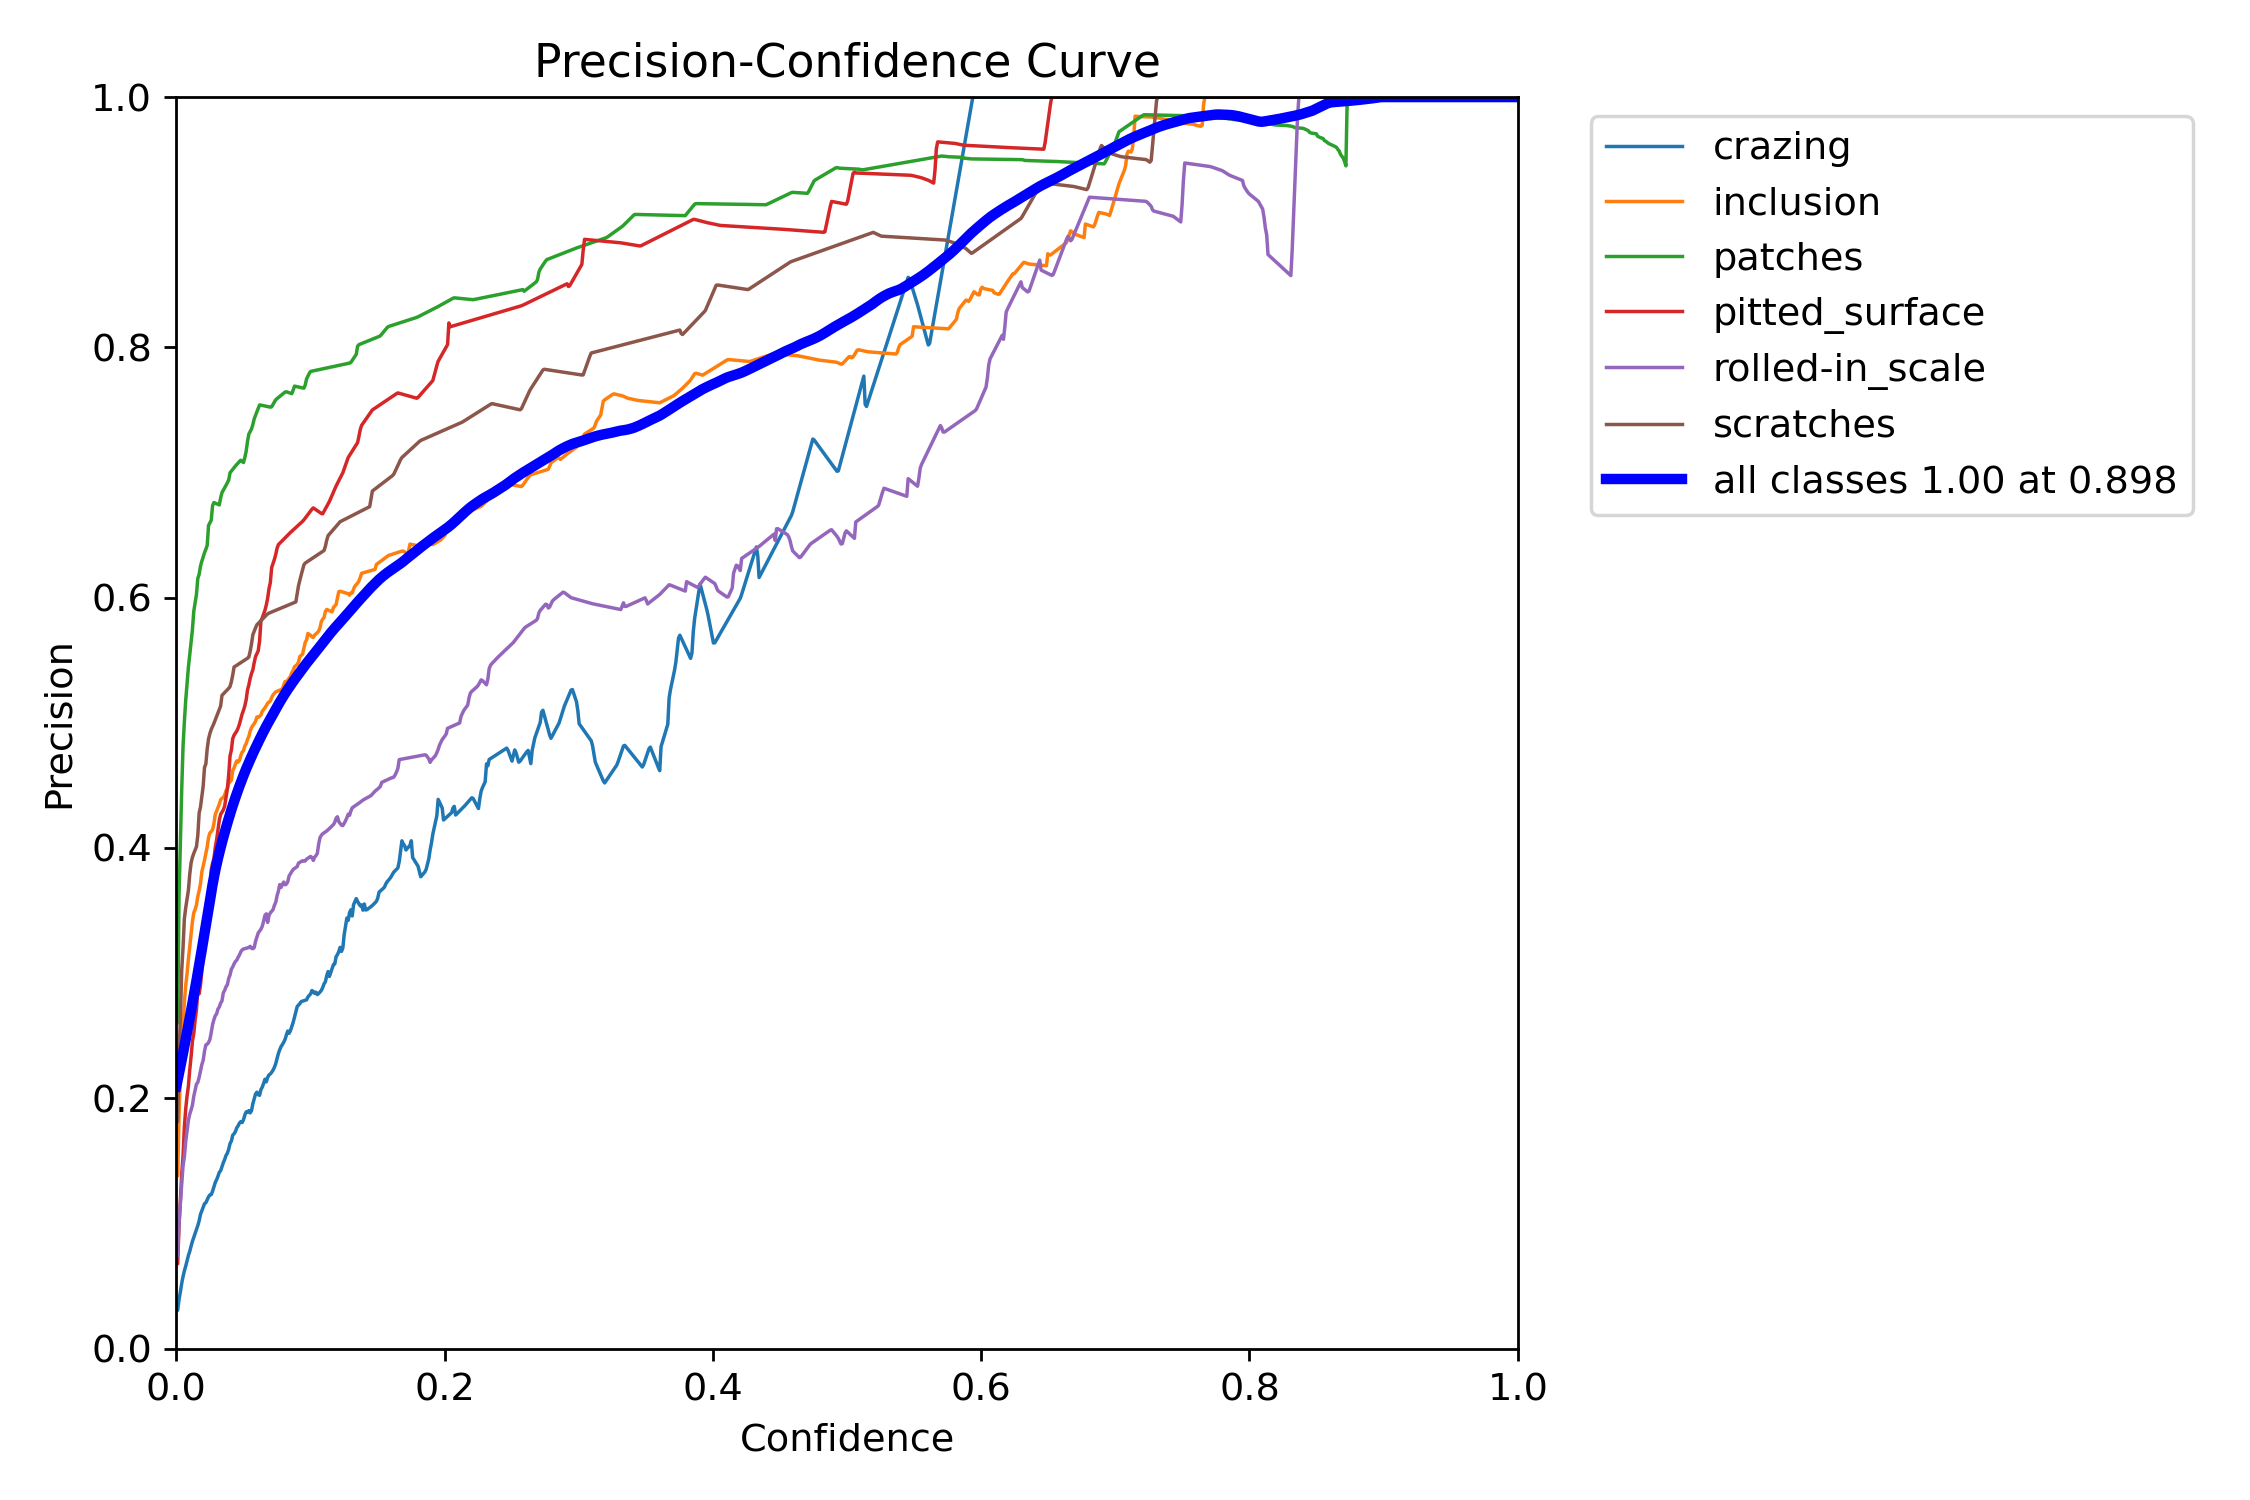 Precision-Confidence Curve
1.0
0.8
0.6
0.4
0.2
0.0
Precision
0.0 0.2 0.4 0.6 0.8 1.0
Confidence
crazing
inclusion
patches
pitted_surface
rolled-in_scale
scratches
all classes 1.00 at 0.898